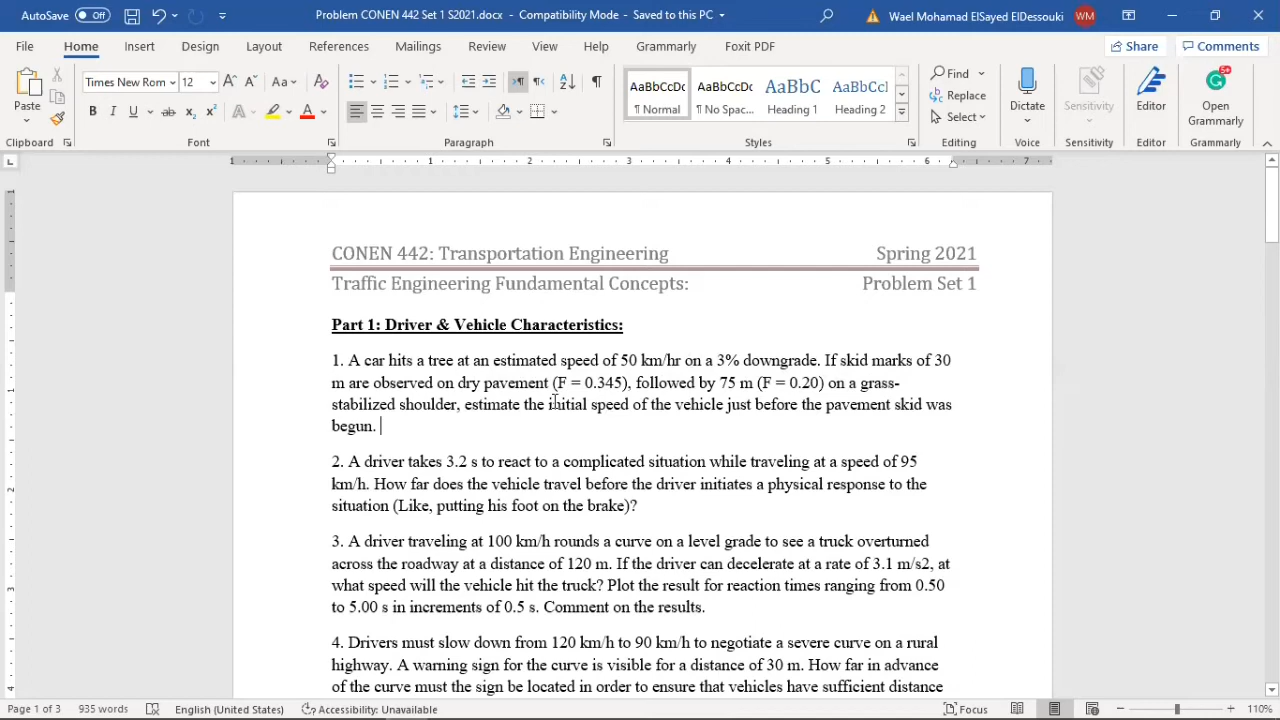 AutoSave Off Problem CONEN 442 Set 1 S2021.docx - Compatibility Mode - Saved to this PC Wael Mohamad ElSayed ElDessouki WM
File Home Insert Design Layout References Mailings Review View Help Grammarly Foxit PDF Share Comments
Times New Rom 12 Aa
Paste
B I U ab x2 x2 A A
AaBbCcDc AaBbCcDc AaBbC AaBbCcI
¶ Normal ¶ No Spac... Heading 1 Heading 2
Find
Replace
Select
Dictate Sensitivity Editor Open Grammarly
Clipboard Font Paragraph Styles Editing Voice Sensitivity Editor Grammarly
1 1 2 3 4 5 6 7
CONEN 442: Transportation Engineering Spring 2021
Traffic Engineering Fundamental Concepts: Problem Set 1
Part 1: Driver & Vehicle Characteristics:
1. A car hits a tree at an estimated speed of 50 km/hr on a 3% downgrade. If skid marks of 30
m are observed on dry pavement (F = 0.345), followed by 75 m (F = 0.20) on a grass-
stabilized shoulder, estimate the initial speed of the vehicle just before the pavement skid was
begun.
2. A driver takes 3.2 s to react to a complicated situation while traveling at a speed of 95
km/h. How far does the vehicle travel before the driver initiates a physical response to the
situation (Like, putting his foot on the brake)?
3. A driver traveling at 100 km/h rounds a curve on a level grade to see a truck overturned
across the roadway at a distance of 120 m. If the driver can decelerate at a rate of 3.1 m/s2, at
what speed will the vehicle hit the truck? Plot the result for reaction times ranging from 0.50
to 5.00 s in increments of 0.5 s. Comment on the results.
4. Drivers must slow down from 120 km/h to 90 km/h to negotiate a severe curve on a rural
highway. A warning sign for the curve is visible for a distance of 30 m. How far in advance
of the curve must the sign be located in order to ensure that vehicles have sufficient distance
Page 1 of 3 935 words English (United States) Accessibility: Unavailable Focus 110%